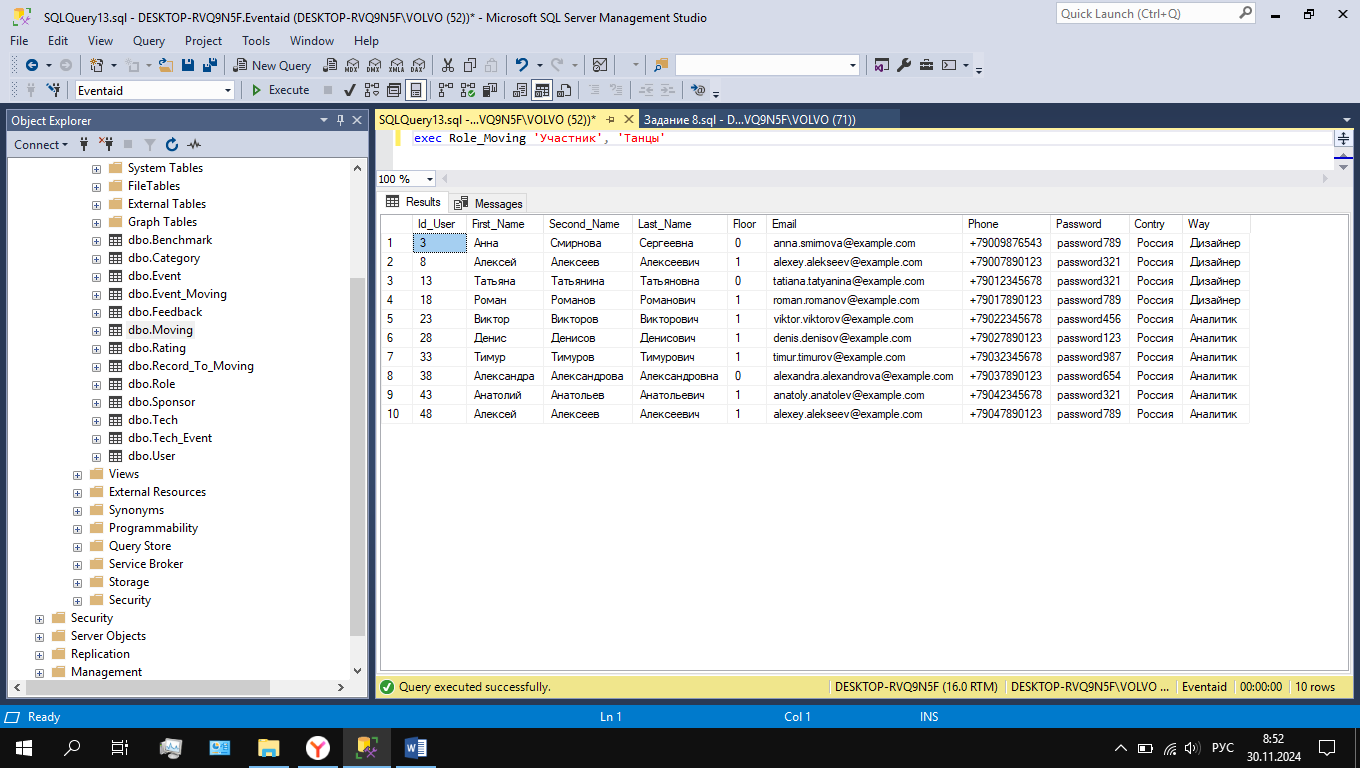 SQLQuery13.sql - DESKTOP-RVQ9N5F.Eventaid (DESKTOP-RVQ9N5F\VOLVO (52))* - Microsoft SQL Server Management Studio
Quick Launch (Ctrl+Q)
File Edit View Query Project Tools Window Help
New Query MDX DMX XMLA DAX
Eventaid Execute
Object Explorer
SQLQuery13.sql -...VQ9N5F\VOLVO (52))* Задание 8.sql - D...VQ9N5F\VOLVO (71))
Connect
exec Role_Moving 'Участник', 'Танцы'
100 %
System Tables
FileTables
External Tables
Graph Tables
dbo.Benchmark
dbo.Category
dbo.Event
dbo.Event_Moving
dbo.Feedback
dbo.Moving
dbo.Rating
dbo.Record_To_Moving
dbo.Role
dbo.Sponsor
dbo.Tech
dbo.Tech_Event
dbo.User
Views
External Resources
Synonyms
Programmability
Query Store
Service Broker
Storage
Security
Security
Server Objects
Replication
Management
Results Messages
Id_User First_Name Second_Name Last_Name Floor Email Phone Password Contry Way
1 3 Анна Смирнова Сергеевна 0 anna.smirnova@example.com +79009876543 password789 Россия Дизайнер
2 8 Алексей Алексеев Алексеевич 1 alexey.alekseev@example.com +79007890123 password321 Россия Дизайнер
3 13 Татьяна Татьянина Татьяновна 0 tatiana.tatyanina@example.com +79012345678 password321 Россия Дизайнер
4 18 Роман Романов Романович 1 roman.romanov@example.com +79017890123 password789 Россия Дизайнер
5 23 Виктор Викторов Викторович 1 viktor.viktorov@example.com +79022345678 password456 Россия Аналитик
6 28 Денис Денисов Денисович 1 denis.denisov@example.com +79027890123 password123 Россия Аналитик
7 33 Тимур Тимуров Тимурович 1 timur.timurov@example.com +79032345678 password987 Россия Аналитик
8 38 Александра Александрова Александровна 0 alexandra.alexandrova@example.com +79037890123 password654 Россия Аналитик
9 43 Анатолий Анатольев Анатольевич 1 anatoly.anatolev@example.com +79042345678 password321 Россия Аналитик
10 48 Алексей Алексеев Алексеевич 1 alexey.alekseev@example.com +79047890123 password789 Россия Аналитик
Query executed successfully. DESKTOP-RVQ9N5F (16.0 RTM) DESKTOP-RVQ9N5F\VOLVO ... Eventaid 00:00:00 10 rows
Ready Ln 1 Col 1 INS
РУС 8:52
30.11.2024